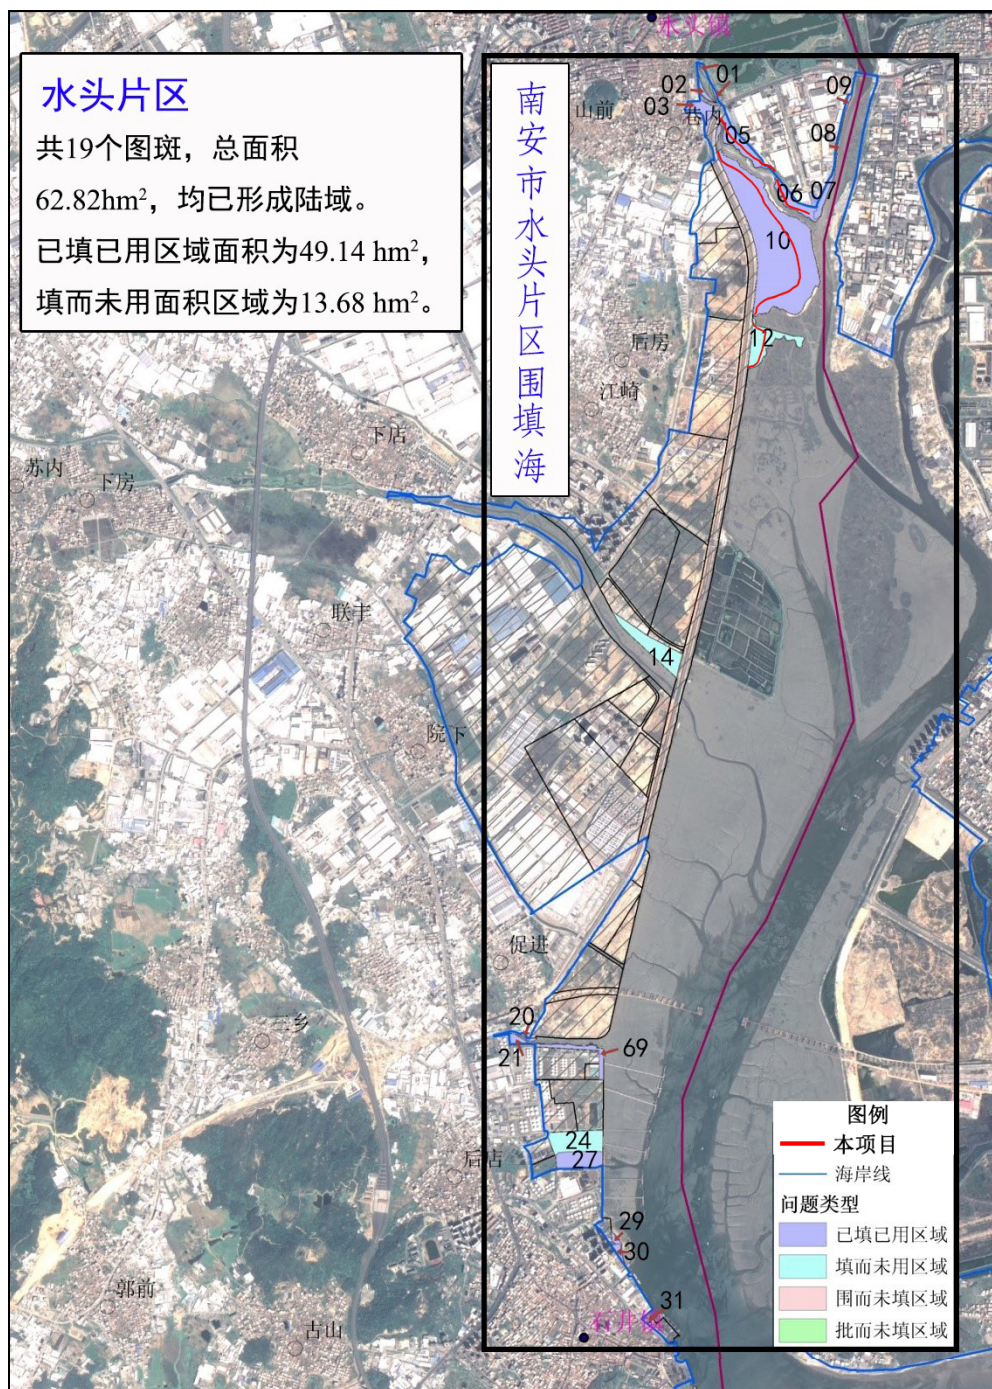 水头镇
水头片区
共19个图斑，总面积
62.82hm²，均已形成陆域。
已填已用区域面积为49.14 hm²，
填而未用面积区域为13.68 hm²。
南安市水头片区围填海
01
02
03
山前
巷内
05
09
08
06
07
10
12
后房
江崎
下店
苏内
下房
联丰
14
院下
促进
20
21
69
三乡
24
27
后店
29
30
31
石井镇
郭前
古山
图例
本项目
海岸线
问题类型
已填已用区域
填而未用区域
围而未填区域
批而未填区域